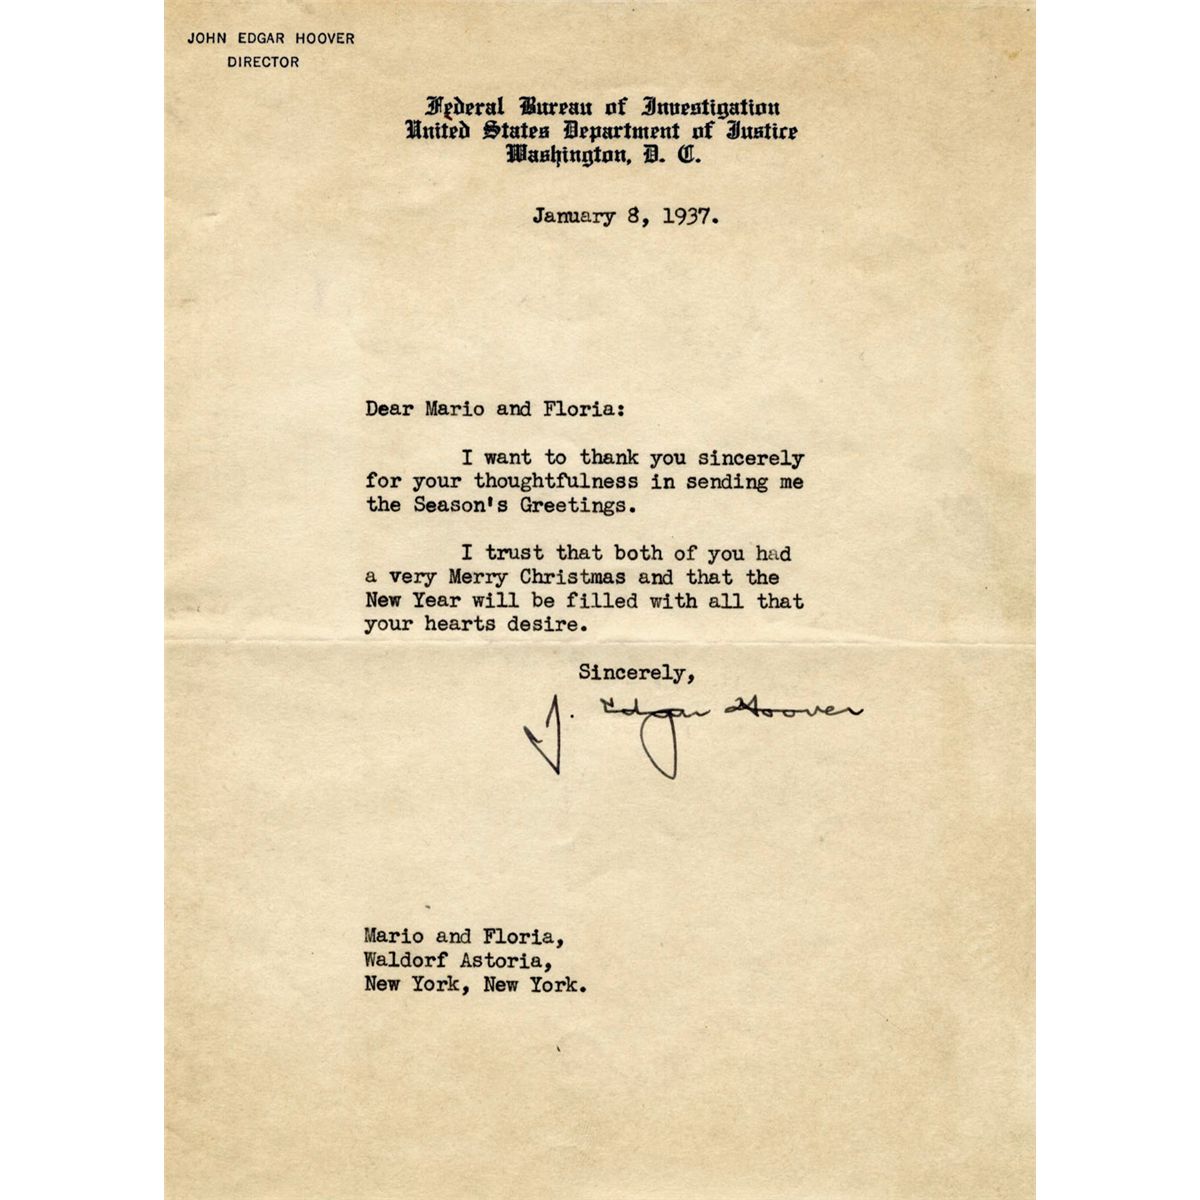 JOHN EDGAR HOOVER
DIRECTOR
Federal Bureau of Investigation
United States Department of Justice
Washington, D. C.
January 8, 1937.
Dear Mario and Floria:
I want to thank you sincerely
for your thoughtfulness in sending me
the Season's Greetings.
I trust that both of you had
a very Merry Christmas and that the
New Year will be filled with all that
your hearts desire.
Sincerely,
J. Edgar Hoover
Mario and Floria,
Waldorf Astoria,
New York, New York.